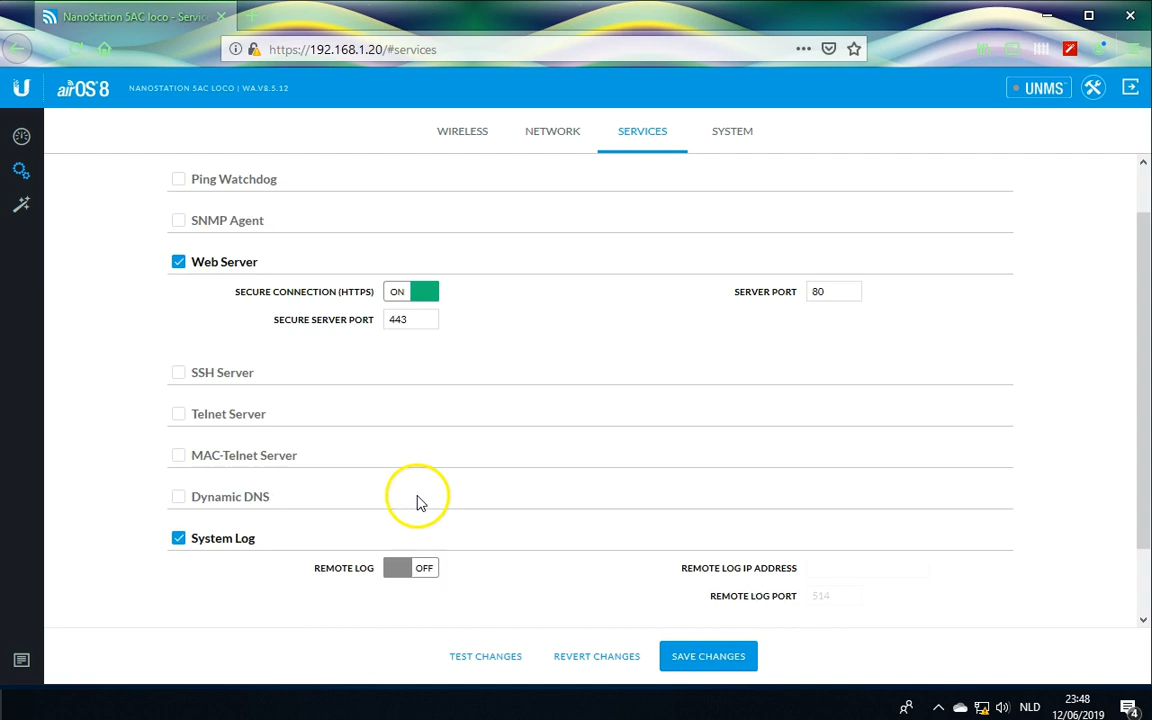 NanoStation 5AC loco - Servic
https://192.168.1.20/#services
airOS 8 NANOSTATION 5AC LOCO | WA.V8.5.12 UNMS
WIRELESS NETWORK SERVICES SYSTEM
Ping Watchdog
SNMP Agent
Web Server
SECURE CONNECTION (HTTPS) ON SERVER PORT 80
SECURE SERVER PORT 443
SSH Server
Telnet Server
MAC-Telnet Server
Dynamic DNS
System Log
REMOTE LOG OFF REMOTE LOG IP ADDRESS
REMOTE LOG PORT 514
TEST CHANGES REVERT CHANGES SAVE CHANGES
NLD 23:48
12/06/2019 4